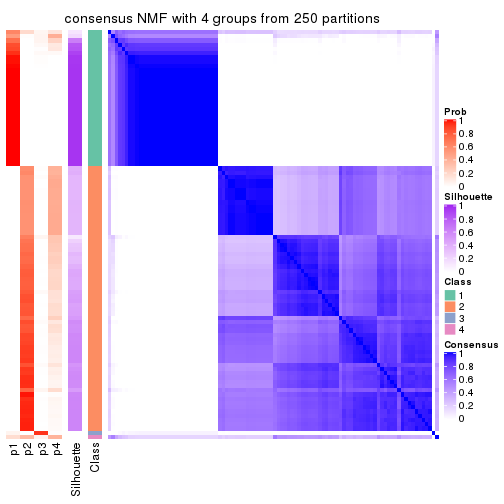 consensus NMF with 4 groups from 250 partitions
Prob
1
0.8
0.6
0.4
0.2
0
Silhouette
1
0.8
0.6
0.4
0.2
0
Class
1
2
3
4
Consensus
1
0.8
0.6
0.4
0.2
0
p1
p2
p3
p4
Silhouette
Class